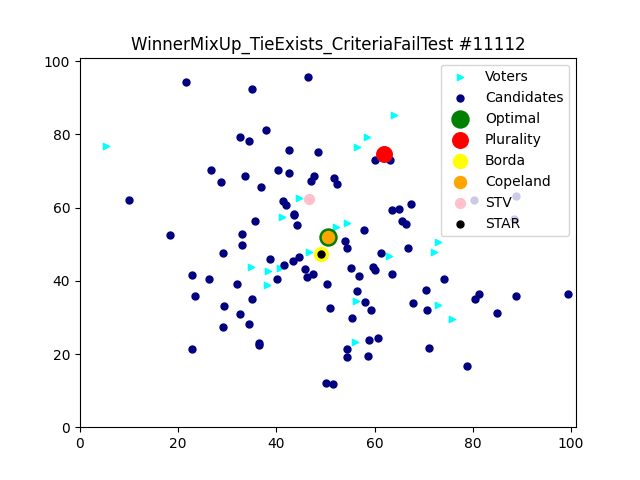 WinnerMixUp_TieExists_CriteriaFailTest #11112
100
80
60
40
20
0
0
20
40
60
80
100
Voters
Candidates
Optimal
Plurality
Borda
Copeland
STV
STAR